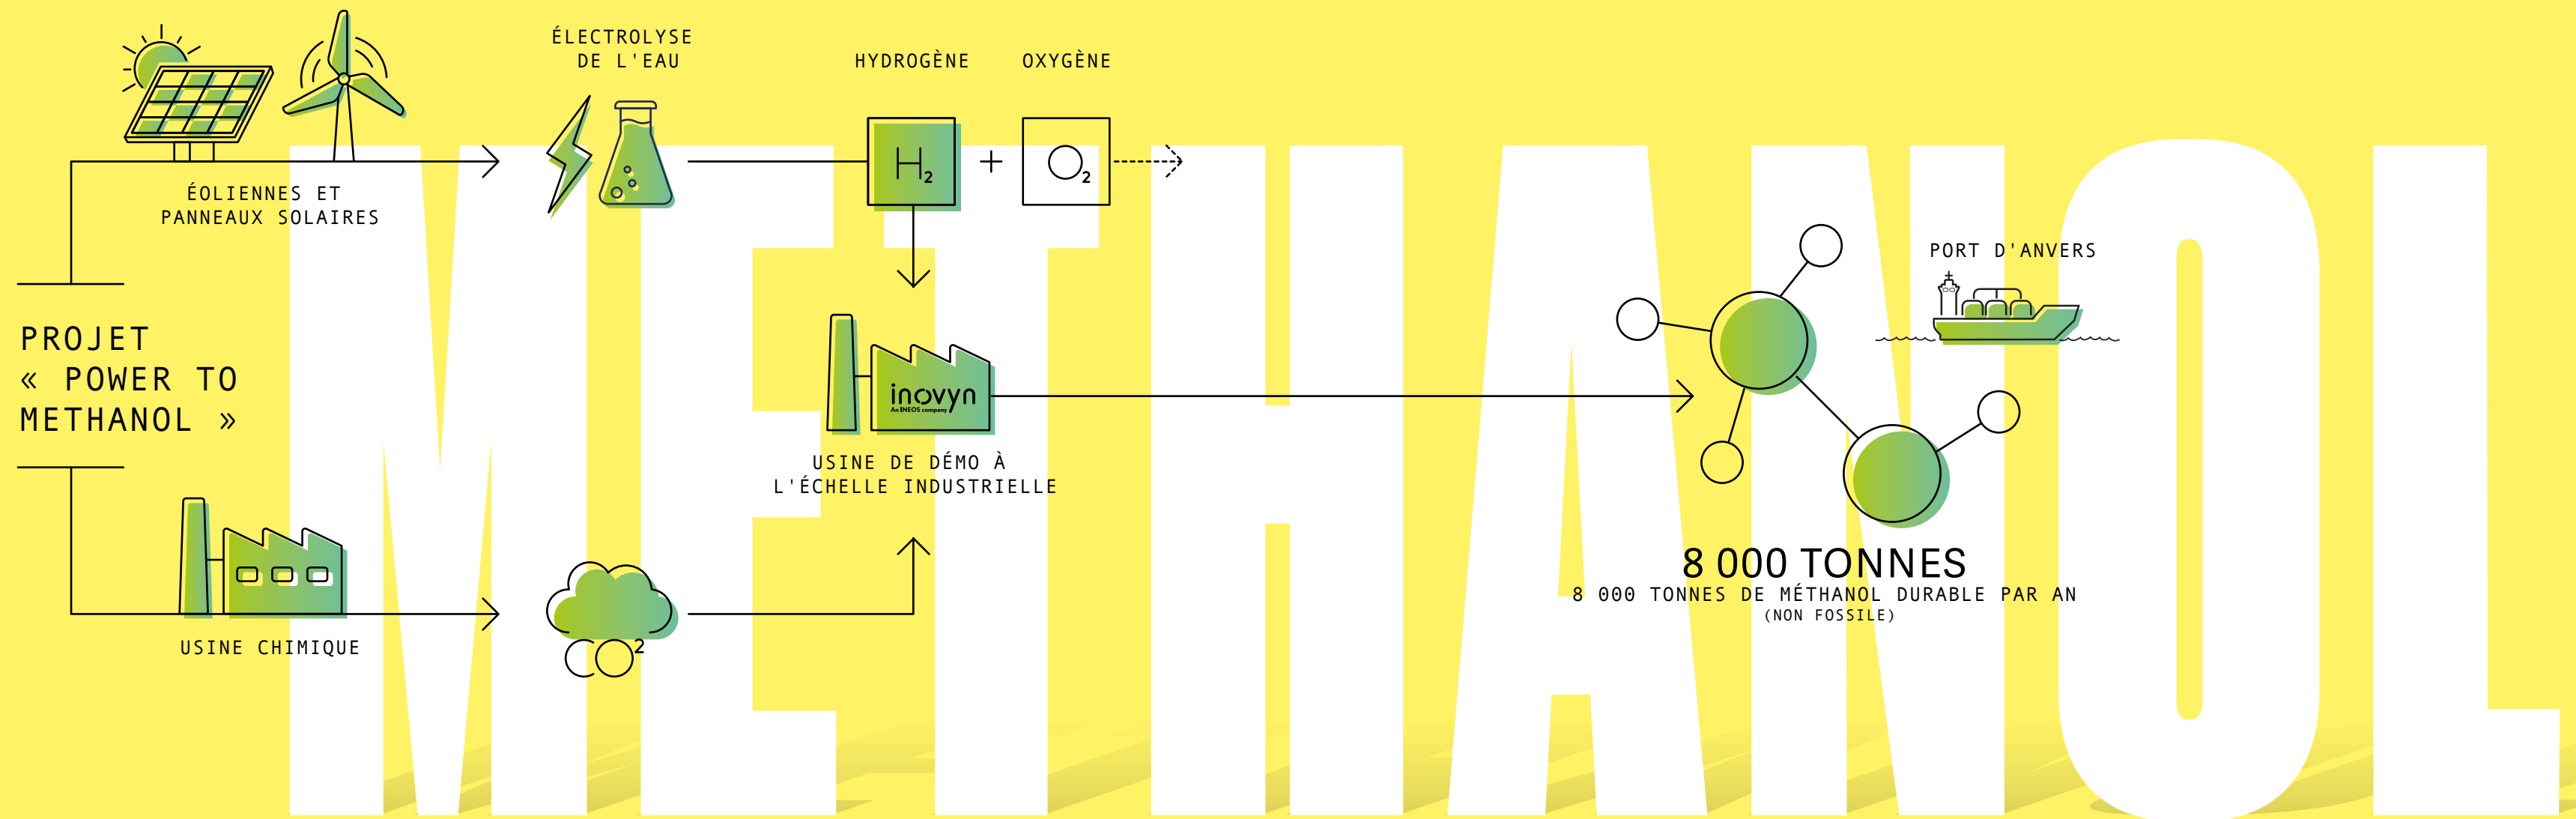 PROJET
« POWER TO
METHANOL »
ÉOLIENNES ET
PANNEAUX SOLAIRES
ÉLECTROLYSE
DE L'EAU
HYDROGÈNE
OXYGÈNE
H₂ + O₂
inovyn
An INEOS company
USINE DE DÉMO À
L'ÉCHELLE INDUSTRIELLE
USINE CHIMIQUE
CO²
PORT D'ANVERS
8 000 TONNES
8 000 TONNES DE MÉTHANOL DURABLE PAR AN
(NON FOSSILE)
METHANOL